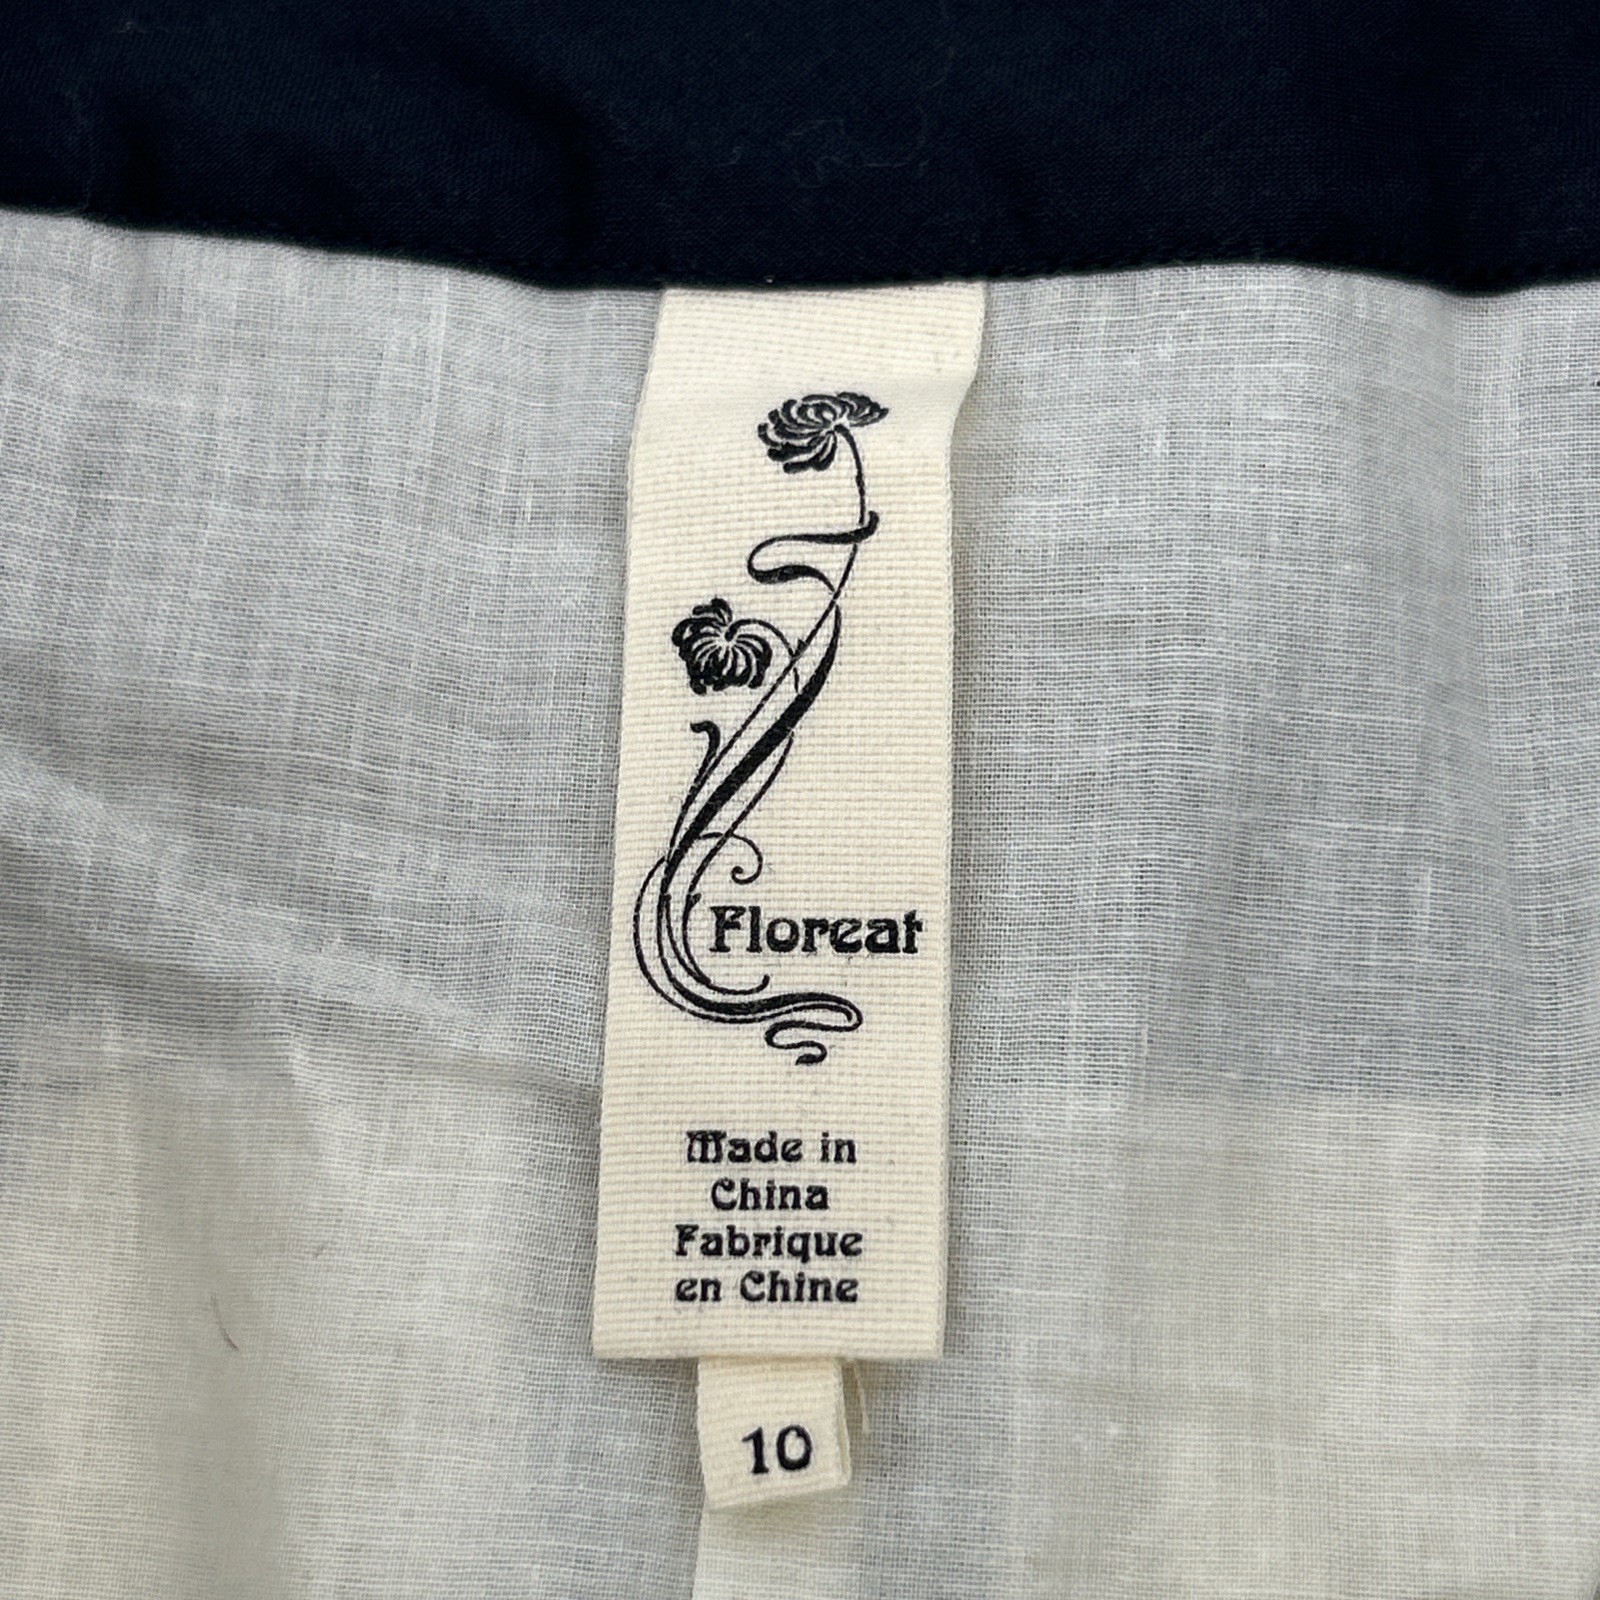 Floreat
Made in
China
Fabrique
en Chine
10